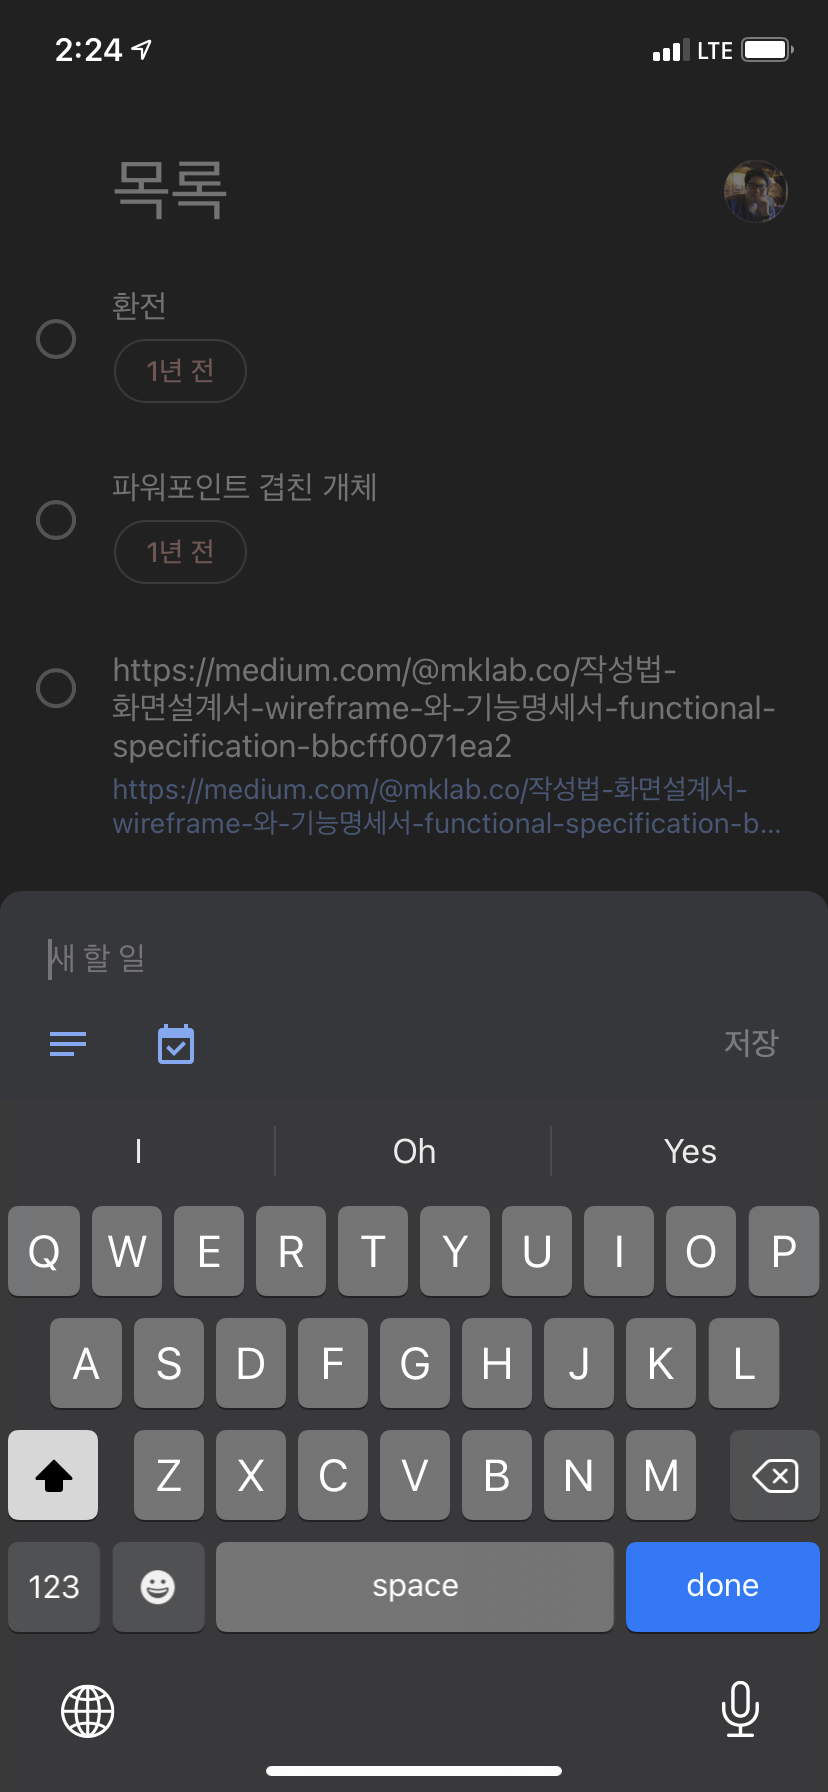 2:24
LTE
목록
환전
1년 전
파워포인트 겹친 개체
1년 전
https://medium.com/@mklab.co/작성법-
화면설계서-wireframe-와-기능명세서-functional-
specification-bbcff0071ea2
https://medium.com/@mklab.co/작성법-화면설계서-
wireframe-와-기능명세서-functional-specification-b...
새 할 일
저장
I Oh Yes
Q W E R T Y U I O P
A S D F G H J K L
Z X C V B N M
123 space done